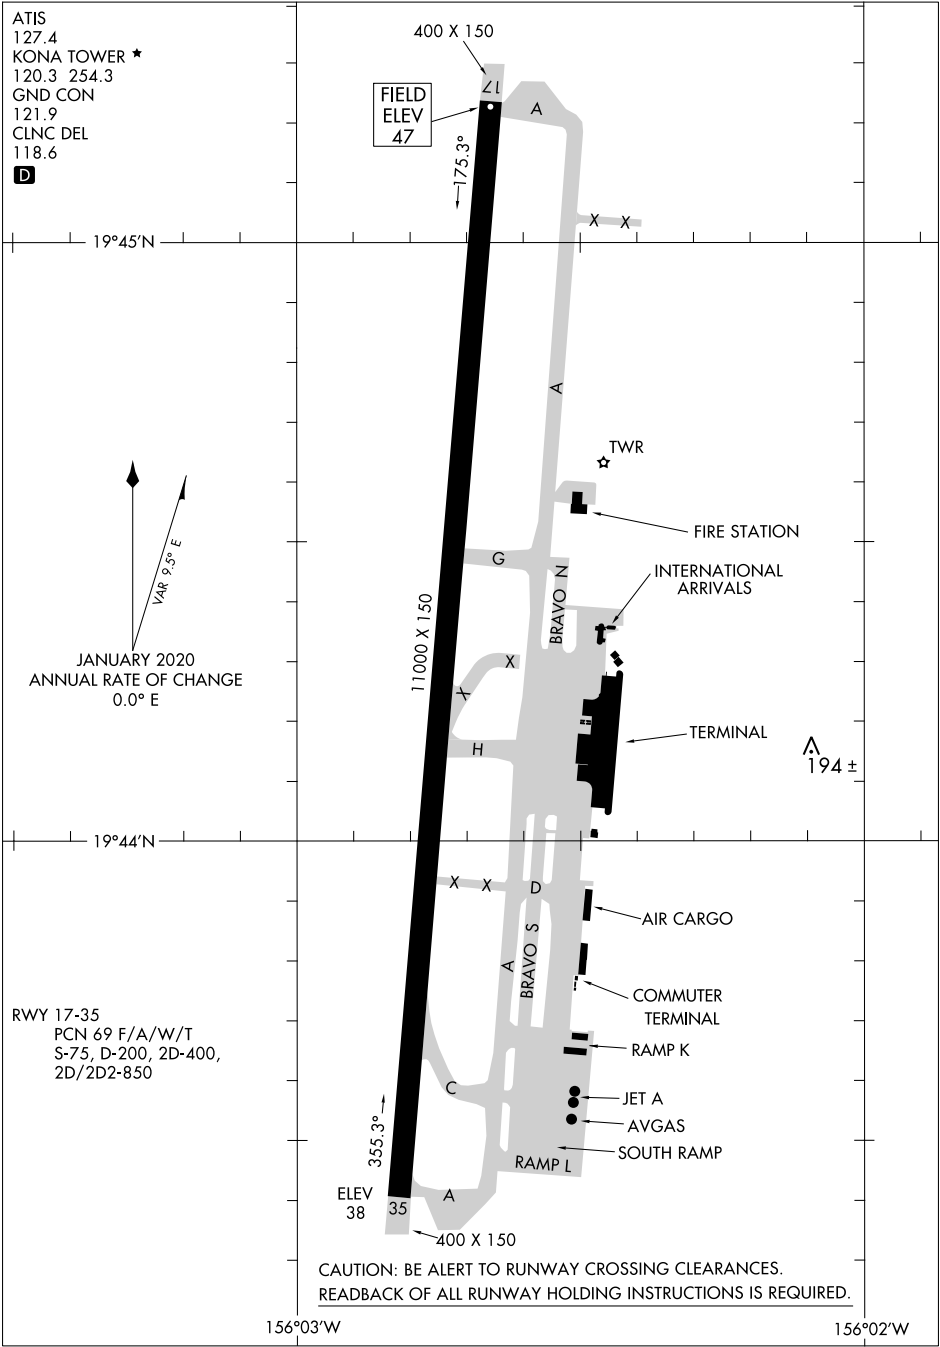 ATIS
127.4
KONA TOWER ★
120.3 254.3
GND CON
121.9
CLNC DEL
118.6
D
400 X 150
17
FIELD
ELEV
47
A
175.3°
X X
19°45'N
A
TWR
FIRE STATION
G
INTERNATIONAL
ARRIVALS
BRAVO N
VAR 9.5° E
JANUARY 2020
ANNUAL RATE OF CHANGE
0.0° E
11000 X 150
X
X
H
TERMINAL
194 ±
19°44'N
X X
D
AIR CARGO
A
BRAVO S
COMMUTER
TERMINAL
RWY 17-35
PCN 69 F/A/W/T
S-75, D-200, 2D-400,
2D/2D2-850
RAMP K
C
JET A
AVGAS
355.3°
SOUTH RAMP
RAMP L
ELEV
38
35
A
400 X 150
CAUTION: BE ALERT TO RUNWAY CROSSING CLEARANCES.
READBACK OF ALL RUNWAY HOLDING INSTRUCTIONS IS REQUIRED.
156°03'W
156°02'W